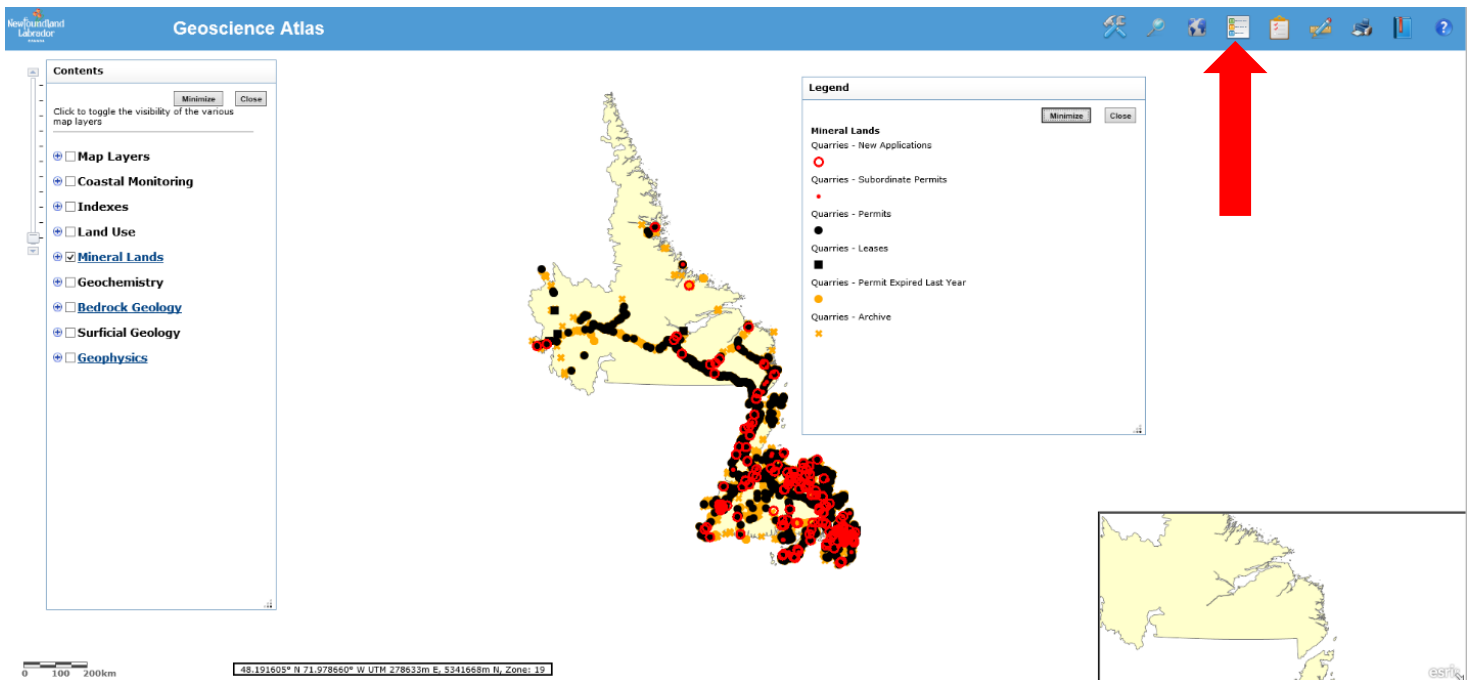 Newfoundland
Labrador
Geoscience Atlas
?
Contents
Minimize Close
Click to toggle the visibility of the various
map layers
Map Layers
Coastal Monitoring
Indexes
Land Use
Mineral Lands
Geochemistry
Bedrock Geology
Surficial Geology
Geophysics
Legend
Minimize Close
Mineral Lands
Quarries - New Applications
Quarries - Subordinate Permits
Quarries - Permits
Quarries - Leases
Quarries - Permit Expired Last Year
Quarries - Archive
0 100 200km
48.191605° N 71.978660° W UTM 278633m E, 5341668m N, Zone: 19
esri